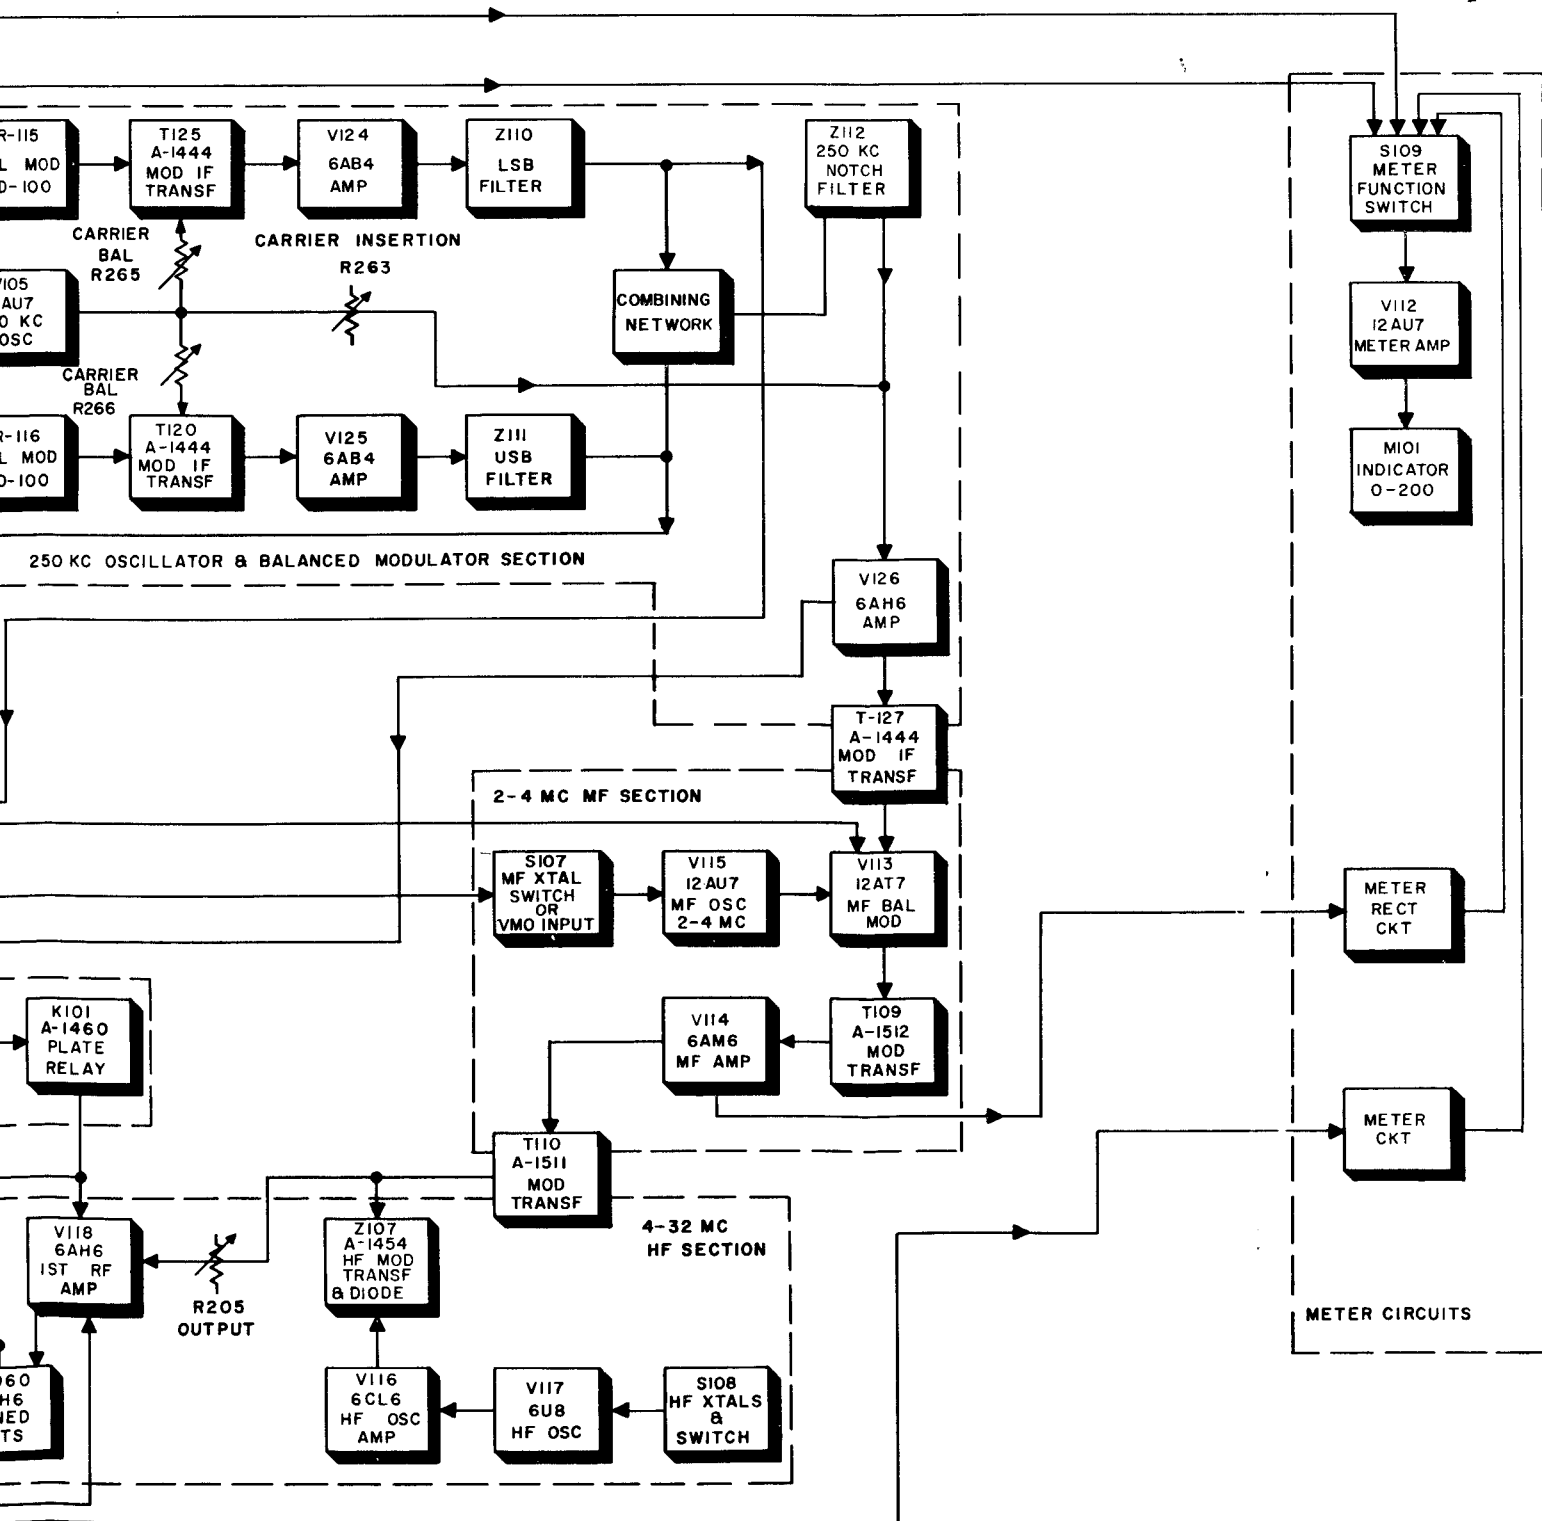 R-115
L MOD
D-100
T125
A-1444
MOD IF
TRANSF
V124
6AB4
AMP
Z110
LSB
FILTER
Z112
250 KC
NOTCH
FILTER
S109
METER
FUNCTION
SWITCH
CARRIER
BAL
R265
CARRIER INSERTION
R263
V105
AU7
0 KC
OSC
COMBINING
NETWORK
V112
12AU7
METER AMP
CARRIER
BAL
R266
R-116
L MOD
D-100
T120
A-1444
MOD IF
TRANSF
V125
6AB4
AMP
Z111
USB
FILTER
M101
INDICATOR
0-200
250 KC OSCILLATOR & BALANCED MODULATOR SECTION
V126
6AH6
AMP
T-127
A-1444
MOD IF
TRANSF
2-4 MC MF SECTION
S107
MF XTAL
SWITCH
OR
VMO INPUT
V115
12AU7
MF OSC
2-4 MC
V113
12AT7
MF BAL
MOD
METER
RECT
CKT
K101
A-1460
PLATE
RELAY
V114
6AM6
MF AMP
T109
A-1512
MOD
TRANSF
T110
A-1511
MOD
TRANSF
METER
CKT
V118
6AH6
1ST RF
AMP
R205
OUTPUT
Z107
A-1454
HF MOD
TRANSF
& DIODE
4-32 MC
HF SECTION
METER CIRCUITS
060
H6
NED
TS
V116
6CL6
HF OSC
AMP
V117
6U8
HF OSC
S108
HF XTALS
&
SWITCH